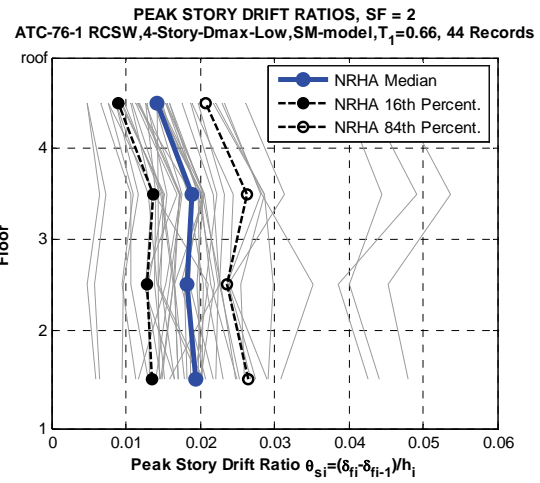 PEAK STORY DRIFT RATIOS, SF = 2
ATC-76-1 RCSW,4-Story-Dmax-Low,SM-model,T₁=0.66, 44 Records
NRHA Median
NRHA 16th Percent.
NRHA 84th Percent.
roof
4
3
2
1
Floor
0
0.01
0.02
0.03
0.04
0.05
0.06
Peak Story Drift Ratio θsi=(δfi-δfi-1)/hi